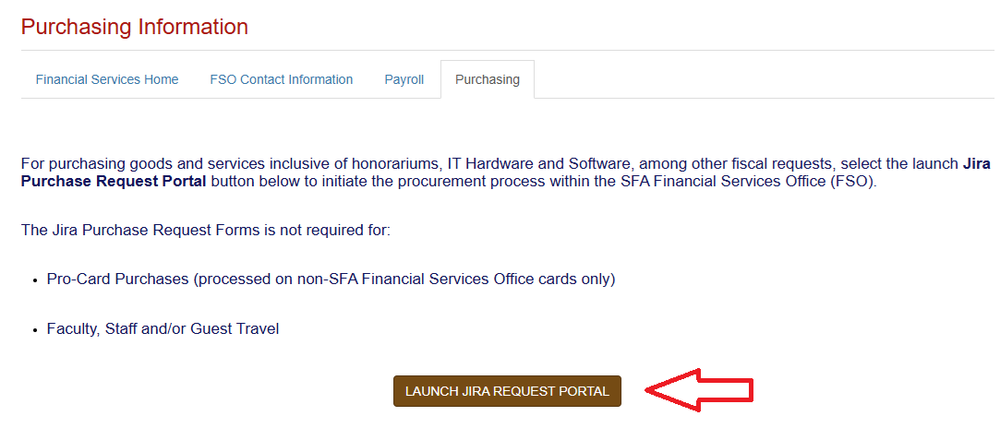 Purchasing Information
Financial Services Home FSO Contact Information Payroll Purchasing
For purchasing goods and services inclusive of honorariums, IT Hardware and Software, among other fiscal requests, select the launch Jira
Purchase Request Portal button below to initiate the procurement process within the SFA Financial Services Office (FSO).
The Jira Purchase Request Forms is not required for:
• Pro-Card Purchases (processed on non-SFA Financial Services Office cards only)
• Faculty, Staff and/or Guest Travel
LAUNCH JIRA REQUEST PORTAL